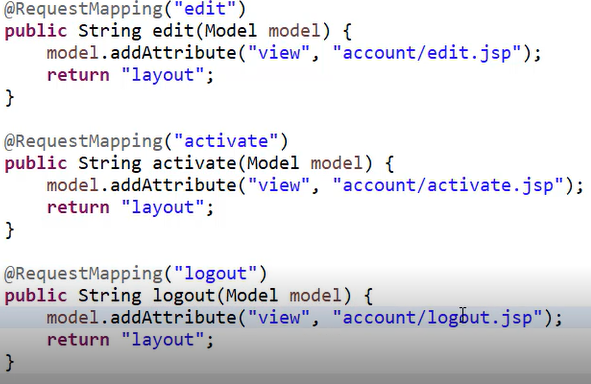 @RequestMapping("edit")
public String edit(Model model) {
    model.addAttribute("view", "account/edit.jsp");
    return "layout";
}

@RequestMapping("activate")
public String activate(Model model) {
    model.addAttribute("view", "account/activate.jsp");
    return "layout";
}

@RequestMapping("logout")
public String logout(Model model) {
    model.addAttribute("view", "account/logout.jsp");
    return "layout";
}